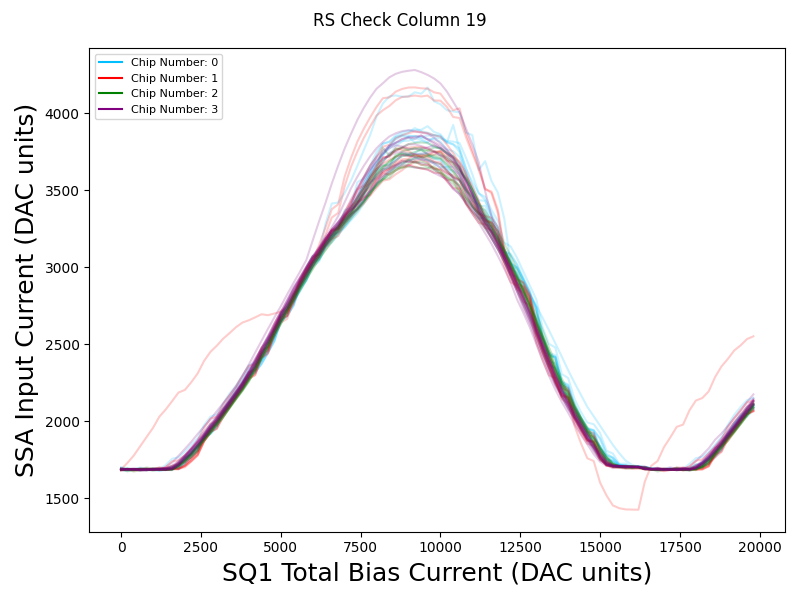 RS Check Column 19
Chip Number: 0
Chip Number: 1
Chip Number: 2
Chip Number: 3
SSA Input Current (DAC units)
4000
3500
3000
2500
2000
1500
0 2500 5000 7500 10000 12500 15000 17500 20000
SQ1 Total Bias Current (DAC units)